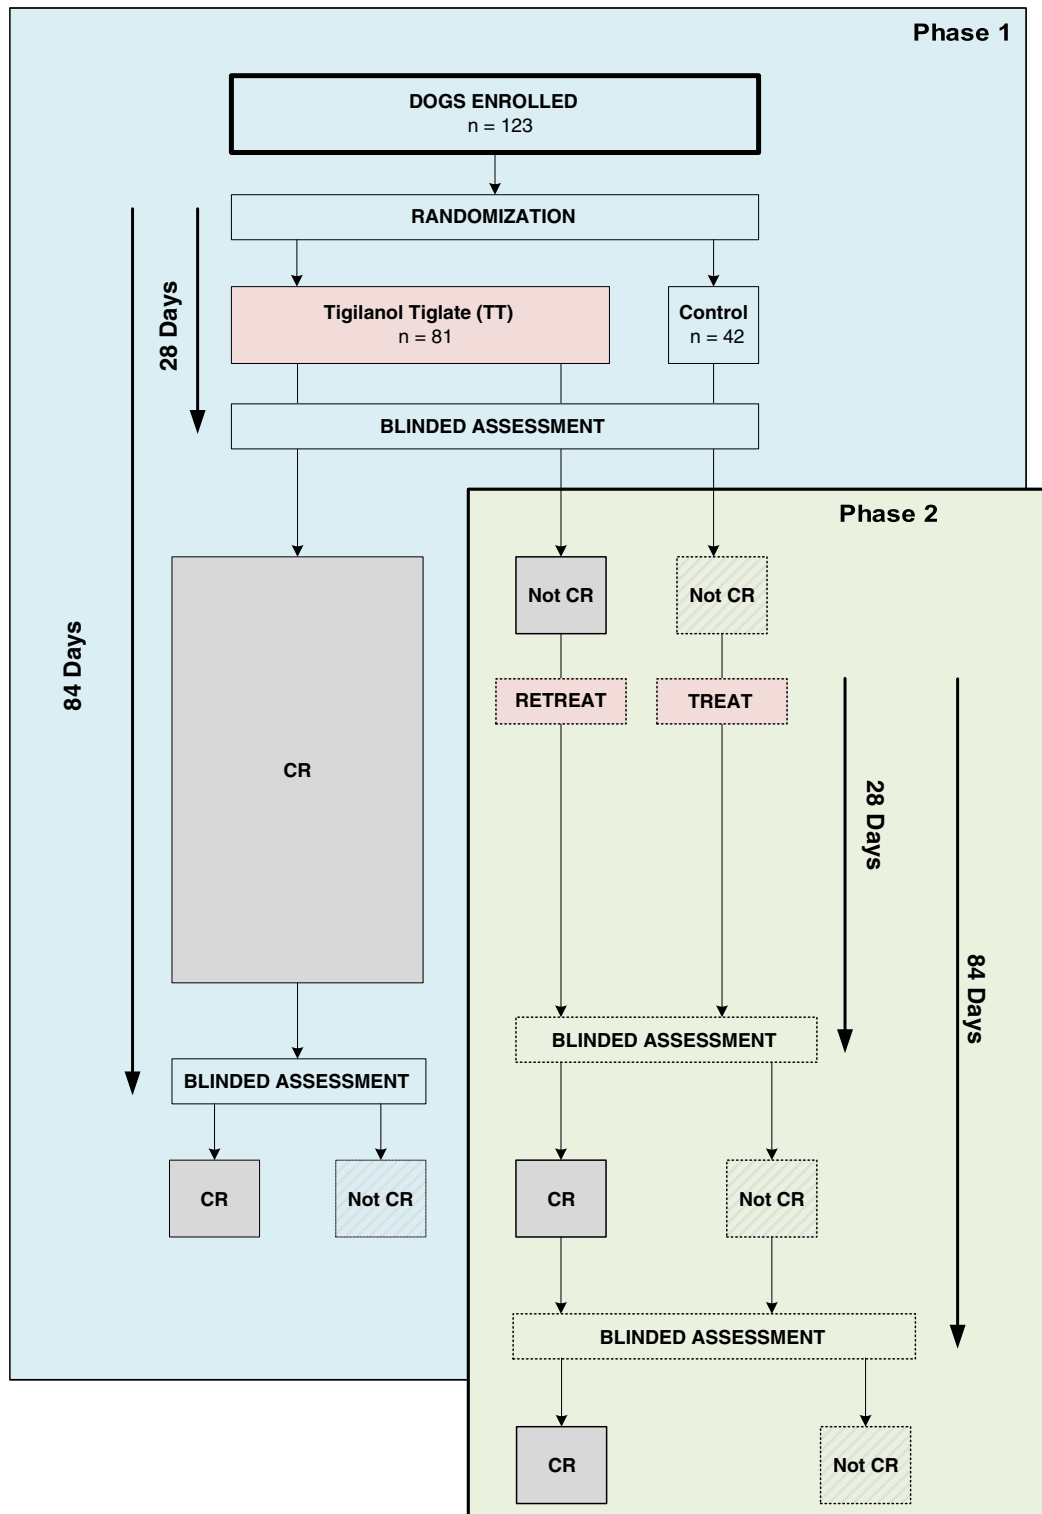 Phase 1
DOGS ENROLLED
n = 123
RANDOMIZATION
28 Days
Tigilanol Tiglate (TT)
n = 81
Control
n = 42
BLINDED ASSESSMENT
Phase 2
84 Days
Not CR
Not CR
RETREAT
TREAT
CR
28 Days
84 Days
BLINDED ASSESSMENT
BLINDED ASSESSMENT
CR
Not CR
CR
Not CR
BLINDED ASSESSMENT
CR
Not CR